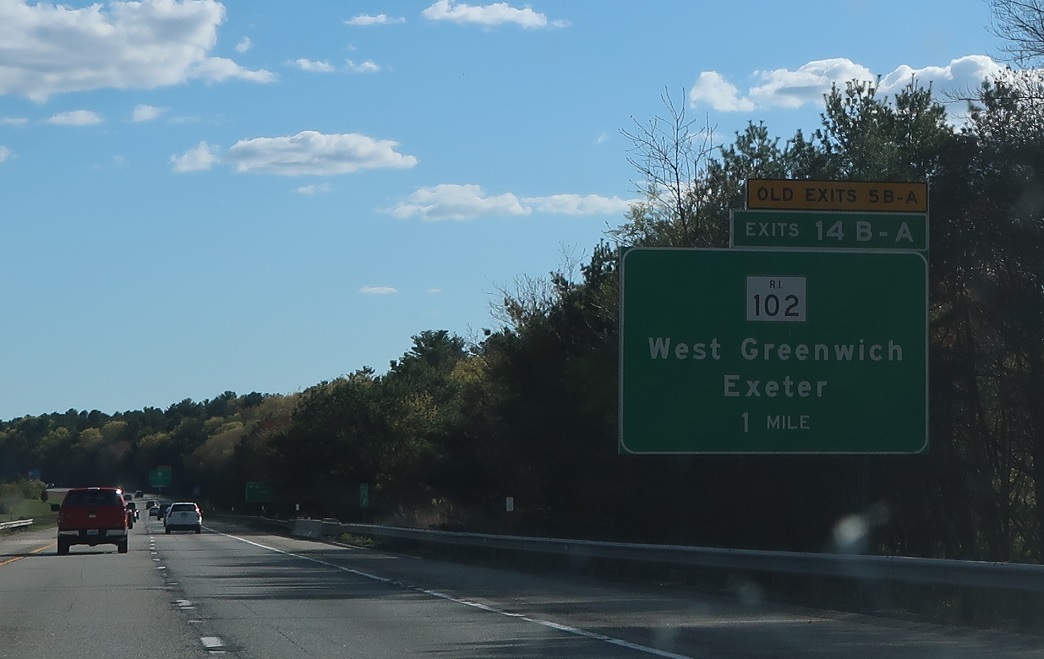 OLD EXITS 5B-A
EXITS 14 B-A
R.I.
102
West Greenwich
Exeter
1 MILE